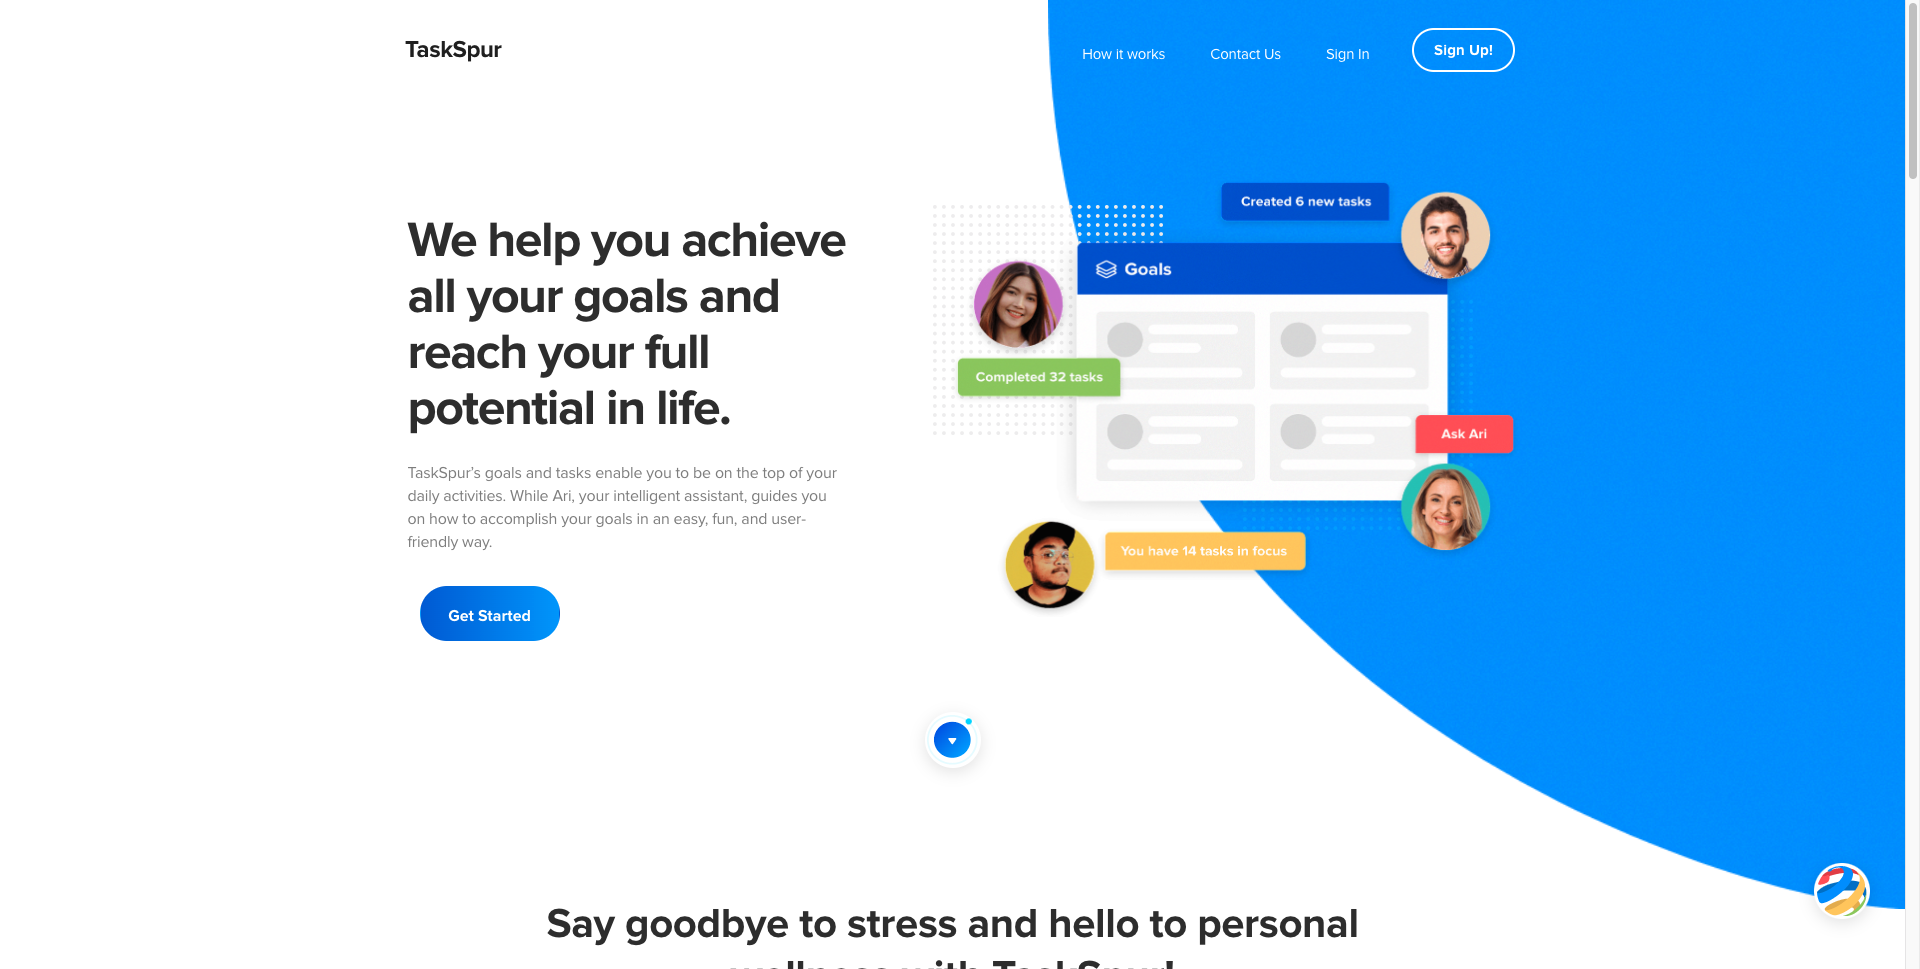 TaskSpur
How it works
Contact Us
Sign In
Sign Up!
We help you achieve
all your goals and
reach your full
potential in life.
TaskSpur's goals and tasks enable you to be on the top of your
daily activities. While Ari, your intelligent assistant, guides you
on how to accomplish your goals in an easy, fun, and user-
friendly way.
Get Started
Created 6 new tasks
Goals
Completed 32 tasks
Ask Ari
You have 14 tasks in focus
Say goodbye to stress and hello to personal
wellness with TaskSpur!